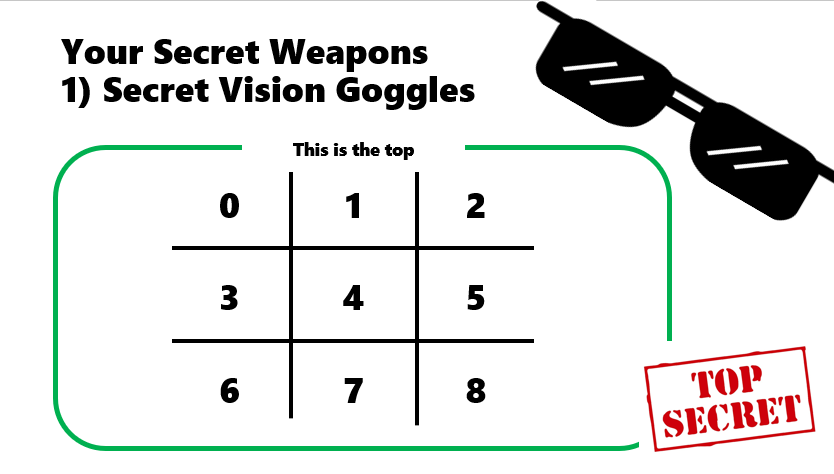 Your Secret Weapons
1) Secret Vision Goggles
This is the top
0 1 2
3 4 5
6 7 8
TOP
SECRET